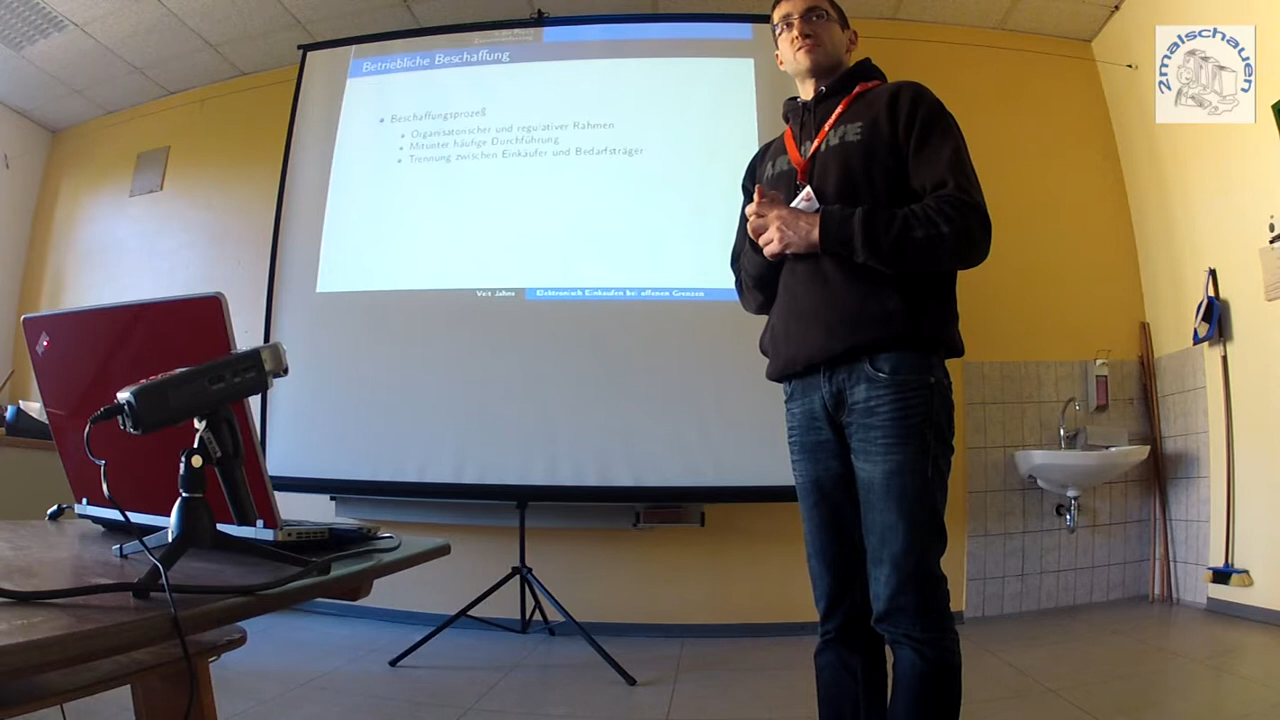 Betriebliche Beschaffung
Beschaffungsprozeß
Organisatorischer und regulativer Rahmen
Mitunter häufige Durchführung
Trennung zwischen Einkäufer und Bedarfsträger
Veit Jahns
Elektronisch Einkaufen bei offenen Grenzen
2malschauen